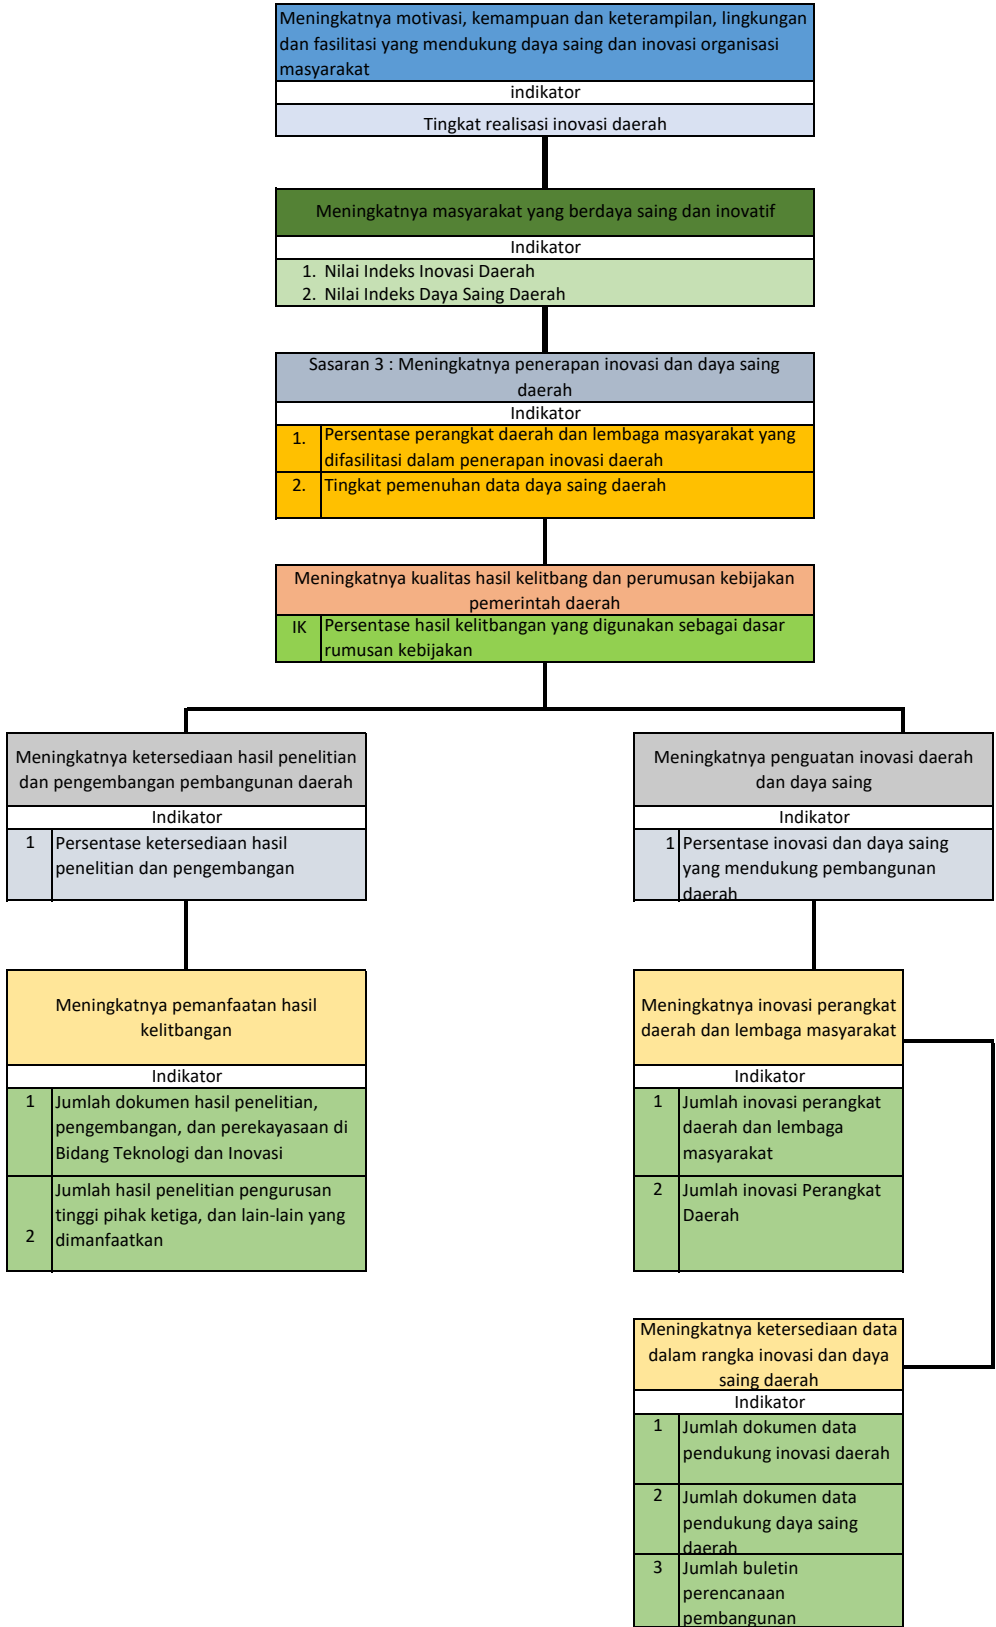 Meningkatnya motivasi, kemampuan dan keterampilan, lingkungan
dan fasilitasi yang mendukung daya saing dan inovasi organisasi
masyarakat
indikator
Tingkat realisasi inovasi daerah
Meningkatnya masyarakat yang berdaya saing dan inovatif
Indikator
1. Nilai Indeks Inovasi Daerah
2. Nilai Indeks Daya Saing Daerah
Sasaran 3 : Meningkatnya penerapan inovasi dan daya saing
daerah
Indikator
1. Persentase perangkat daerah dan lembaga masyarakat yang
difasilitasi dalam penerapan inovasi daerah
2. Tingkat pemenuhan data daya saing daerah
Meningkatnya kualitas hasil kelitbang dan perumusan kebijakan
pemerintah daerah
IK Persentase hasil kelitbangan yang digunakan sebagai dasar
rumusan kebijakan
Meningkatnya ketersediaan hasil penelitian
dan pengembangan pembangunan daerah
Indikator
1 Persentase ketersediaan hasil
penelitian dan pengembangan
Meningkatnya penguatan inovasi daerah
dan daya saing
Indikator
1 Persentase inovasi dan daya saing
yang mendukung pembangunan
daerah
Meningkatnya pemanfaatan hasil
kelitbangan
Indikator
1 Jumlah dokumen hasil penelitian,
pengembangan, dan perekayasaan di
Bidang Teknologi dan Inovasi
Jumlah hasil penelitian pengurusan
tinggi pihak ketiga, dan lain-lain yang
2 dimanfaatkan
Meningkatnya inovasi perangkat
daerah dan lembaga masyarakat
Indikator
1 Jumlah inovasi perangkat
daerah dan lembaga
masyarakat
2 Jumlah inovasi Perangkat
Daerah
Meningkatnya ketersediaan data
dalam rangka inovasi dan daya
saing daerah
Indikator
1 Jumlah dokumen data
pendukung inovasi daerah
2 Jumlah dokumen data
pendukung daya saing
daerah
3 Jumlah buletin
perencanaan
pembangunan